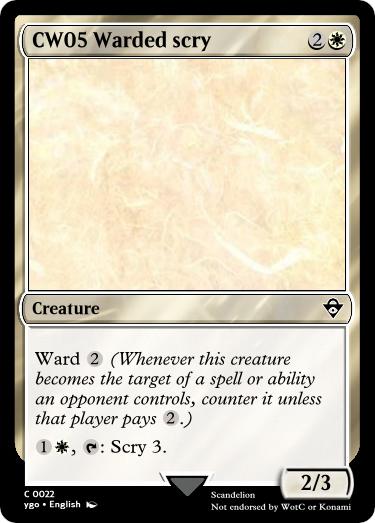 CW05 Warded scry 2
Creature
Ward 2 (Whenever this creature
becomes the target of a spell or ability
an opponent controls, counter it unless
that player pays 2.)
1, : Scry 3.
2/3
C 0022
ygo • English
Scandelion
Not endorsed by WotC or Konami